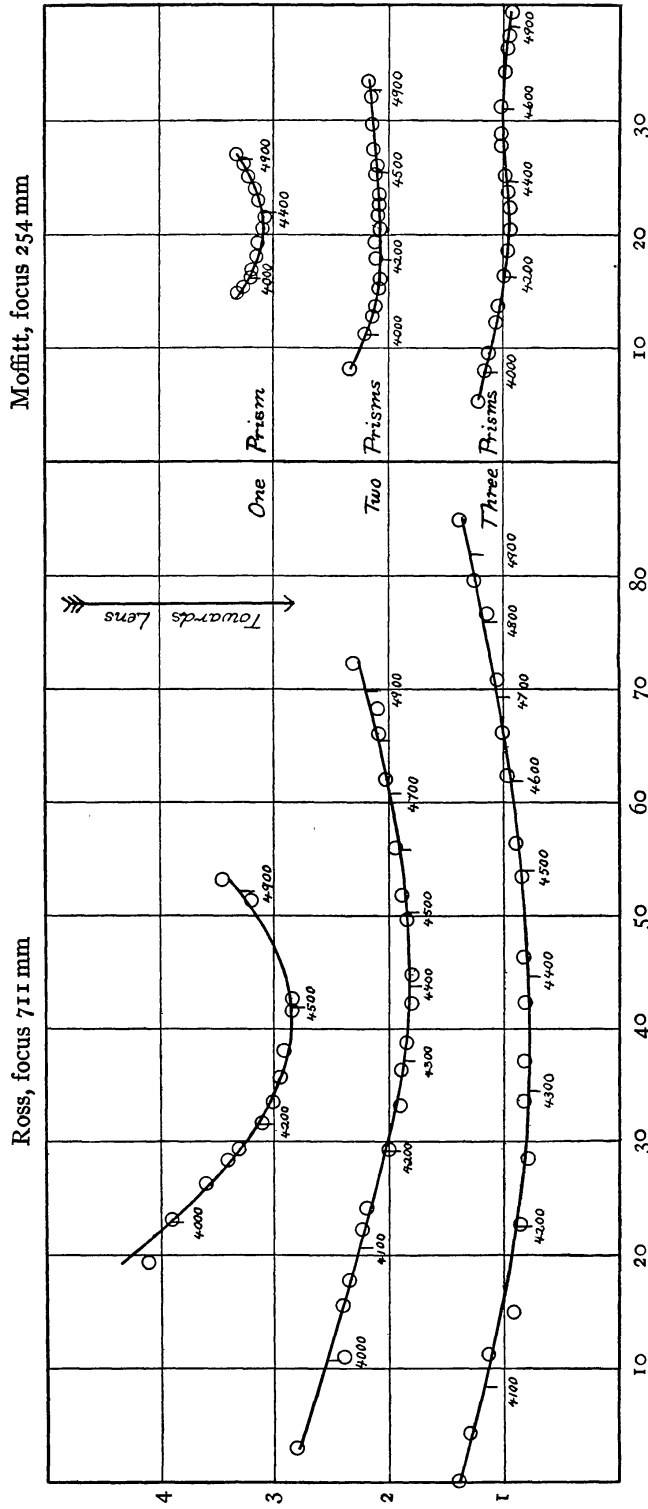 Ross, focus 711 mm
Moffitt, focus 254 mm
4
Towards Lens
3
4000 4200 4500 4900
One Prism
4000 4400 4900
2
4000 4100 4200 4300 4400 4500 4700 4900
Two Prisms
4000 4200 4500 4900
1
4100 4200 4300 4400 4500 4600 4700 4800 4900
Three Prisms
4000 4200 4400 4600 4900
10 20 30 40 50 60 70 80
10 20 30